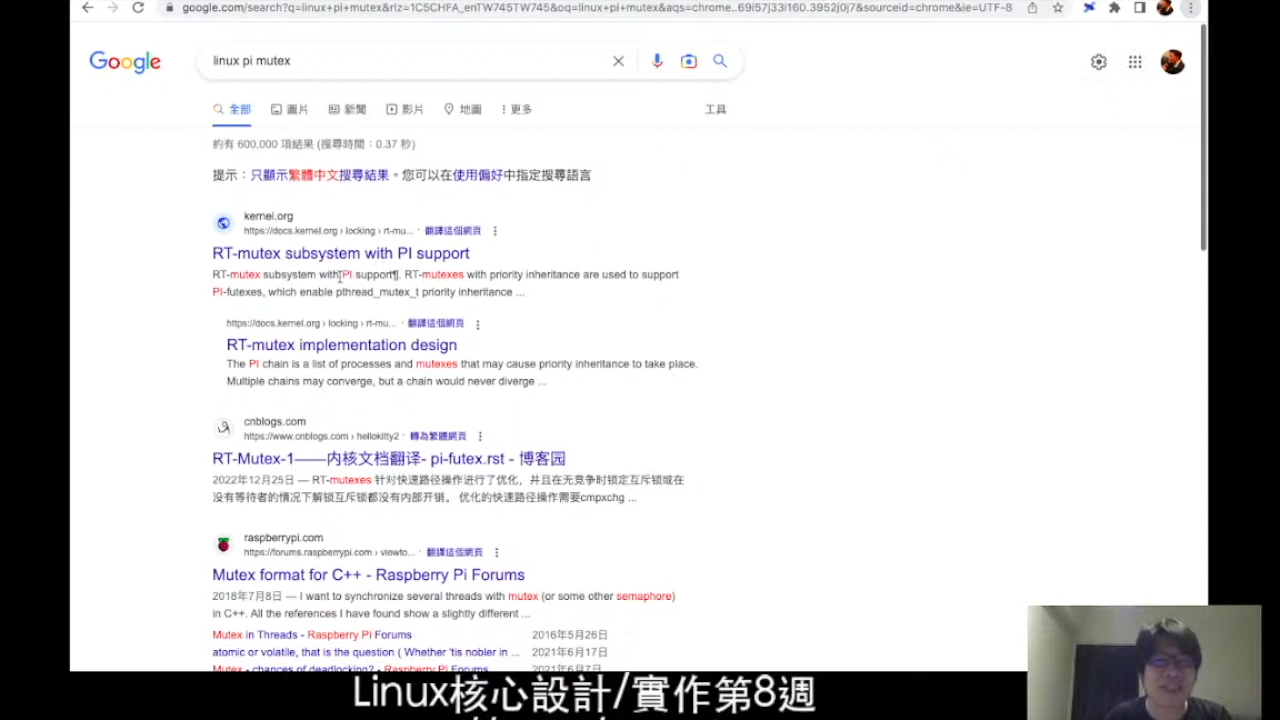 google.com/search?q=linux+pi+mutex&rlz=1C5CHFA_enTW745TW745&oq=linux+pi+mutex&aqs=chrome..69i57j33i160.3952j0j7&sourceid=chrome&ie=UTF-8
Google
linux pi mutex
全部
圖片
新聞
影片
地圖
更多
工具
約有 600,000 項結果 (搜尋時間:0.37 秒)
提示:只顯示繁體中文搜尋結果。您可以在使用偏好中指定搜尋語言
kernel.org
https://docs.kernel.org › locking › rt-mu... · 翻譯這個網頁
RT-mutex subsystem with PI support
RT-mutex subsystem with PI support¶. RT-mutexes with priority inheritance are used to support
PI-futexes, which enable pthread_mutex_t priority inheritance ...
https://docs.kernel.org › locking › rt-mu... · 翻譯這個網頁
RT-mutex implementation design
The PI chain is a list of processes and mutexes that may cause priority inheritance to take place.
Multiple chains may converge, but a chain would never diverge ...
cnblogs.com
https://www.cnblogs.com › hellokitty2 · 轉為繁體網頁
RT-Mutex-1——内核文档翻译- pi-futex.rst - 博客园
2022年12月25日 — RT-mutexes 针对快速路径操作进行了优化，并且在无竞争时锁定互斥锁或在
没有等待者的情况下解锁互斥锁都没有内部开销。 优化的快速路径操作需要cmpxchg ...
raspberrypi.com
https://forums.raspberrypi.com › viewto... · 翻譯這個網頁
Mutex format for C++ - Raspberry Pi Forums
2018年7月8日 — I want to synchronize several threads with mutex (or some other semaphore)
in C++. All the references I have found show a slightly different ...
Mutex in Threads - Raspberry Pi Forums 2016年5月26日
atomic or volatile, that is the question ( Whether 'tis nobler in ... 2021年6月17日
Mutex - chances of deadlocking? - Raspberry Pi Forums 2021年6月7日
Linux核心設計/實作第8週